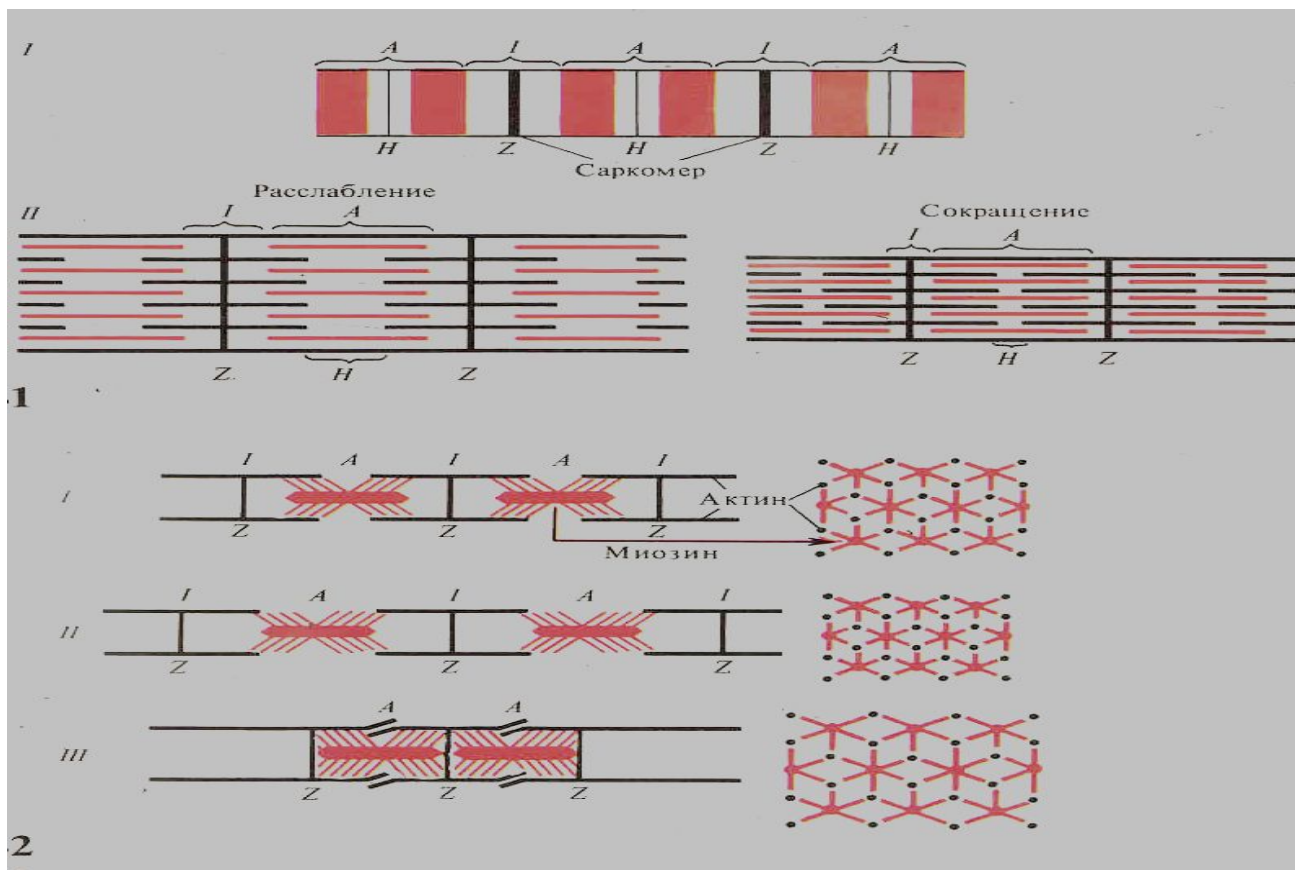 I
A I A I A
H Z H Z H
Саркомер
Расслабление
II I A
Сокращение
I A
Z. H Z
Z H Z
1
I A I A I
I
Актин
Z Z Z
Миозин
I A I A I
II
Z Z Z
A A
III
Z Z Z
2